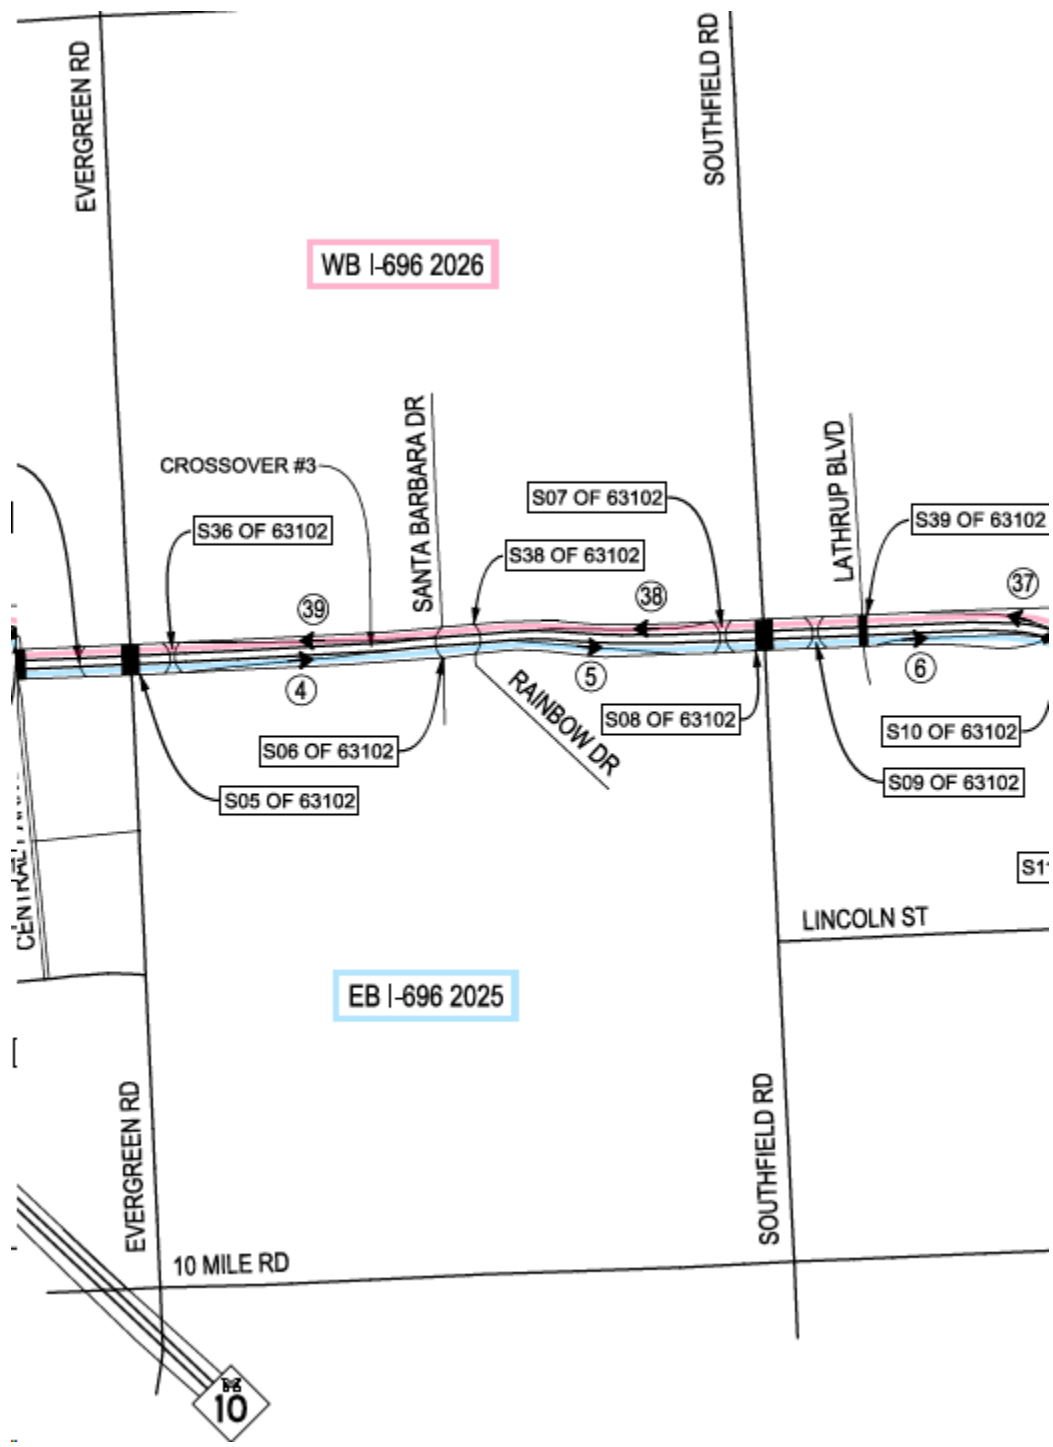 EVERGREEN RD
SOUTHFIELD RD
WB I-696 2026
SANTA BARBARA DR
LATHRUP BLVD
CROSSOVER #3
S07 OF 63102
S36 OF 63102
S39 OF 63102
S38 OF 63102
39
38
37
4
5
6
RAINBOW DR
S08 OF 63102
S10 OF 63102
S06 OF 63102
S09 OF 63102
S05 OF 63102
CENTRAL
S11
LINCOLN ST
EB I-696 2025
EVERGREEN RD
SOUTHFIELD RD
10 MILE RD
M
10